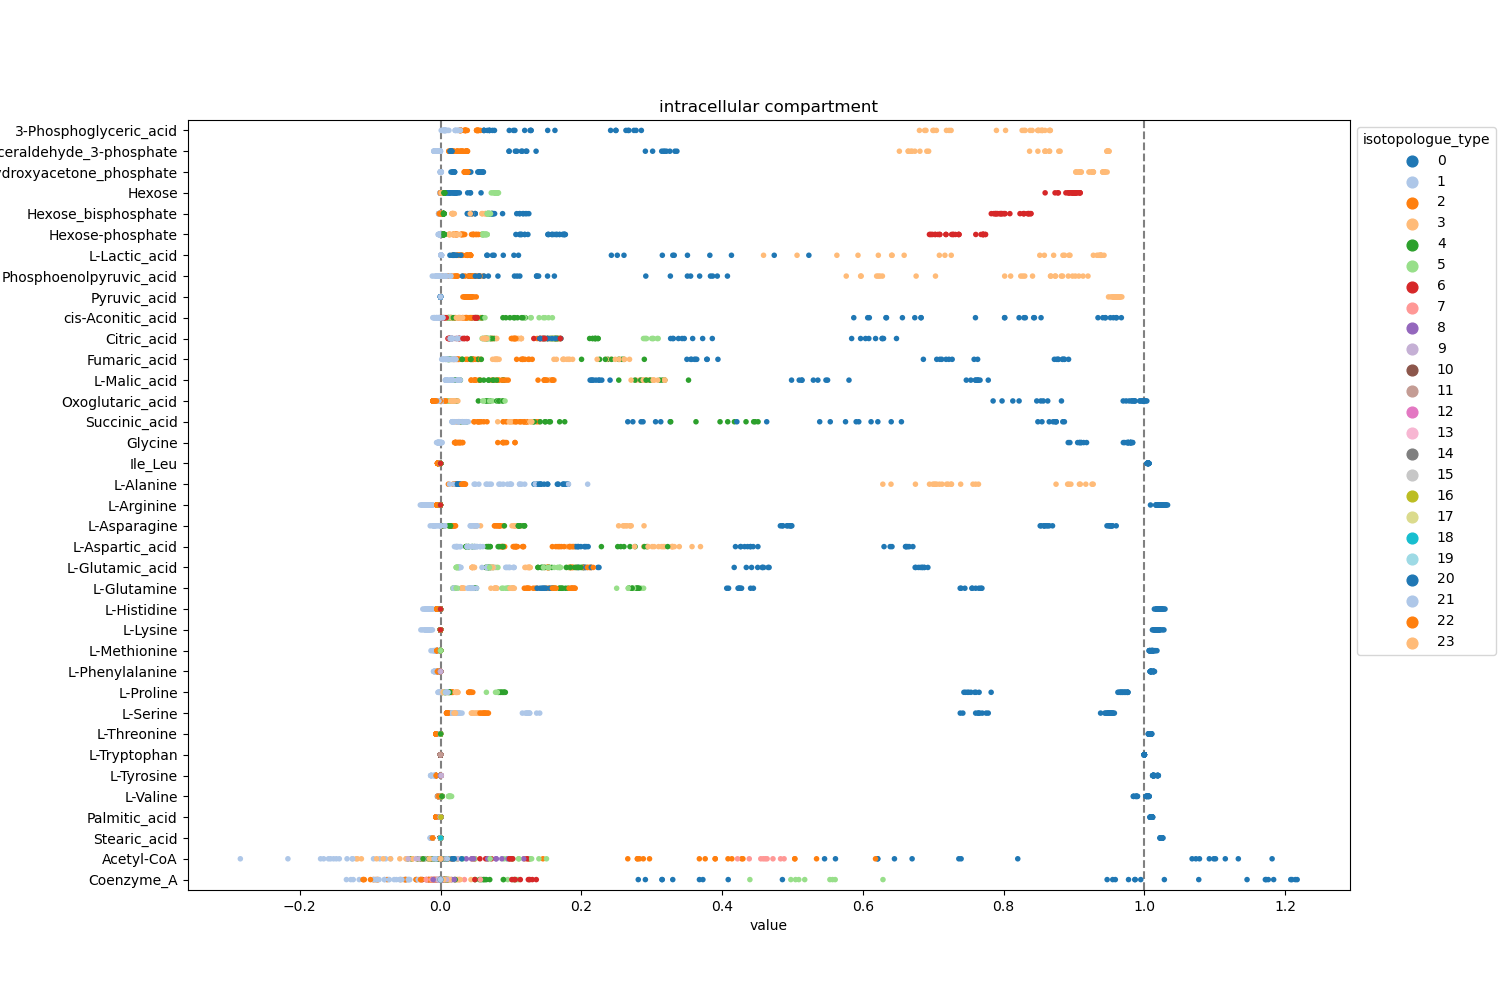 intracellular compartment
3-Phosphoglyceric_acid
ceraldehyde_3-phosphate
ydroxyacetone_phosphate
Hexose
Hexose_bisphosphate
Hexose-phosphate
L-Lactic_acid
Phosphoenolpyruvic_acid
Pyruvic_acid
cis-Aconitic_acid
Citric_acid
Fumaric_acid
L-Malic_acid
Oxoglutaric_acid
Succinic_acid
Glycine
Ile_Leu
L-Alanine
L-Arginine
L-Asparagine
L-Aspartic_acid
L-Glutamic_acid
L-Glutamine
L-Histidine
L-Lysine
L-Methionine
L-Phenylalanine
L-Proline
L-Serine
L-Threonine
L-Tryptophan
L-Tyrosine
L-Valine
Palmitic_acid
Stearic_acid
Acetyl-CoA
Coenzyme_A
−0.2 0.0 0.2 0.4 0.6 0.8 1.0 1.2
value
isotopologue_type
0
1
2
3
4
5
6
7
8
9
10
11
12
13
14
15
16
17
18
19
20
21
22
23